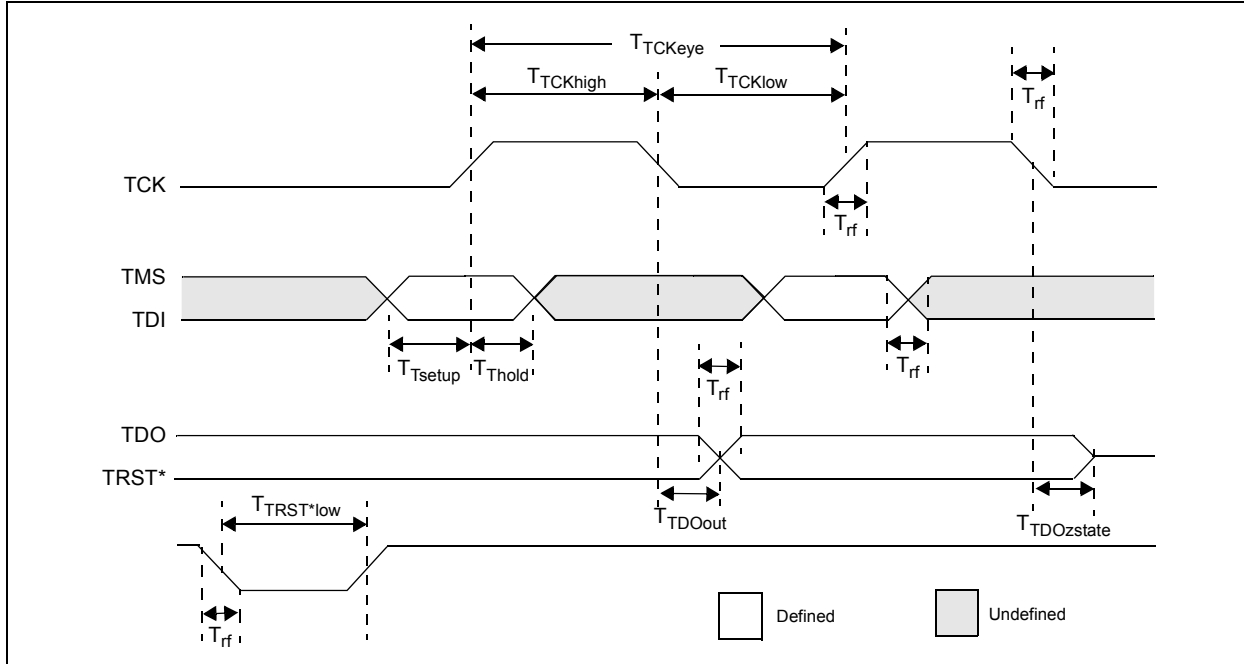 TTCKeye
TTCKhigh
TTCKlow
Trf
TCK
Trf
TMS
TDI
TTsetup
TThold
Trf
Trf
TDO
TRST*
TTRST*low
TTDOout
TTDOzstate
Trf
Defined
Undefined